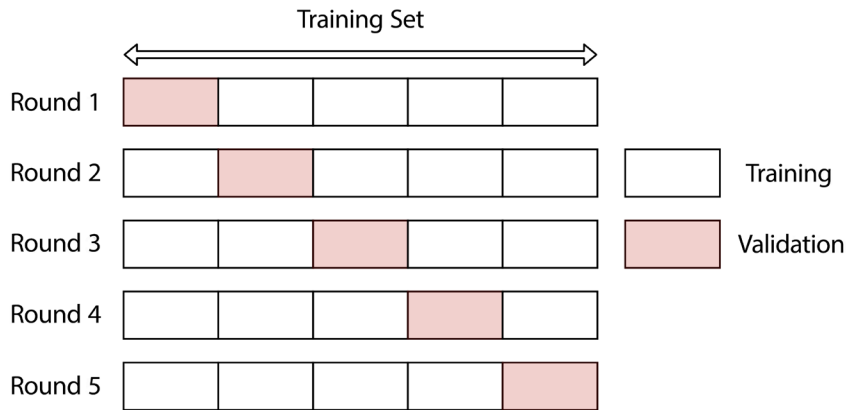 Training Set
Round 1
Round 2
Training
Round 3
Validation
Round 4
Round 5